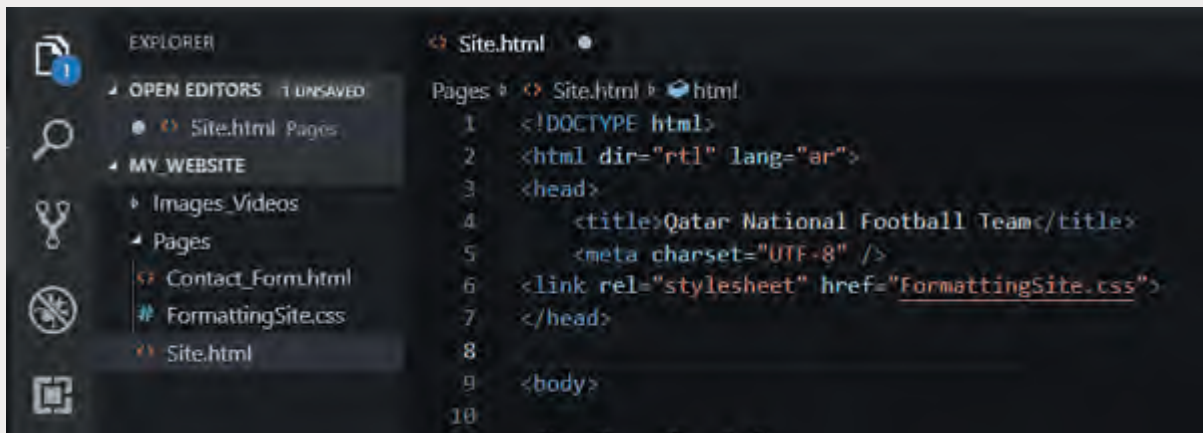 EXPLORER
OPEN EDITORS 1 UNSAVED
Site.html Pages
MY_WEBSITE
Images_Videos
Pages
Contact_Form.html
FormattingSite.css
Site.html
1
Site.html
Pages Site.html html
1 <!DOCTYPE html>
2 <html dir="rtl" lang="ar">
3 <head>
4 <title>Qatar National Football Team</title>
5 <meta charset="UTF-8" />
6 <link rel="stylesheet" href="FormattingSite.css">
7 </head>
8
9 <body>
10